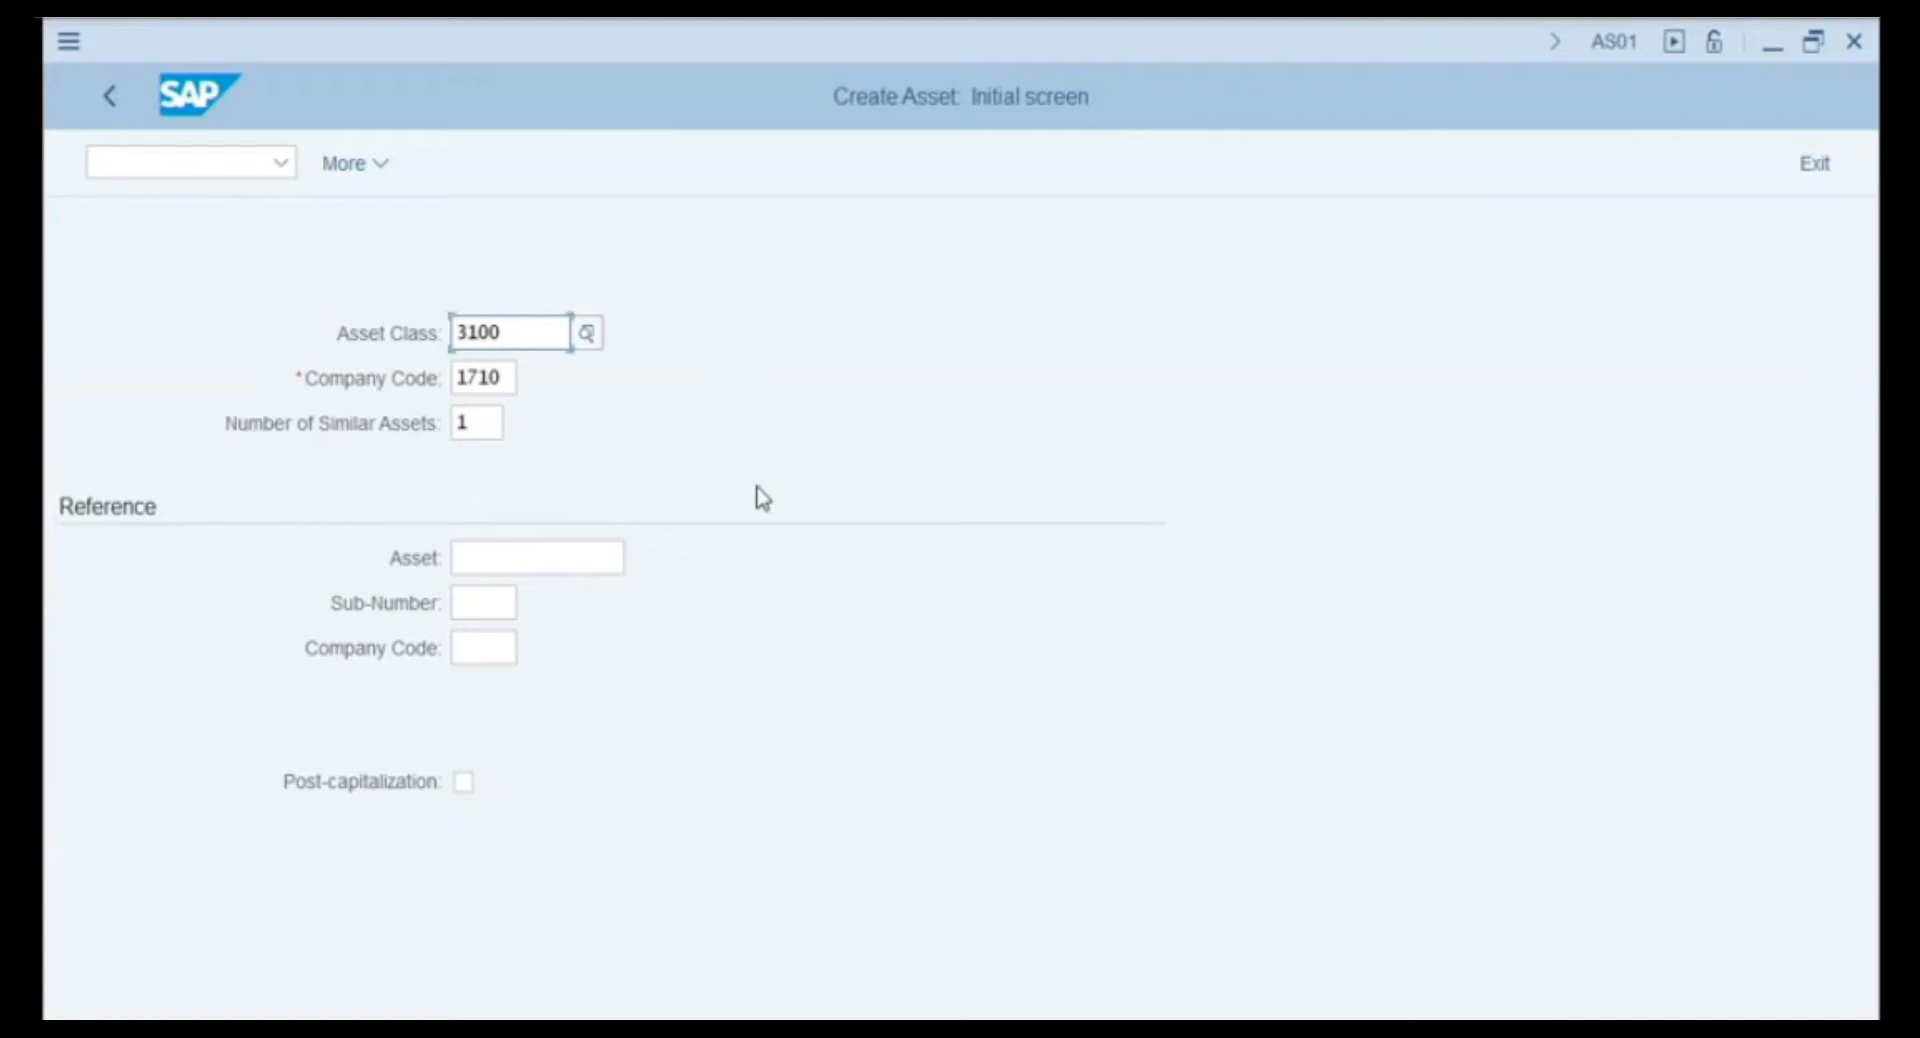 AS01
SAP
Create Asset: Initial screen
More
Exit
Asset Class: 3100
*Company Code: 1710
Number of Similar Assets: 1
Reference
Asset:
Sub-Number:
Company Code:
Post-capitalization: